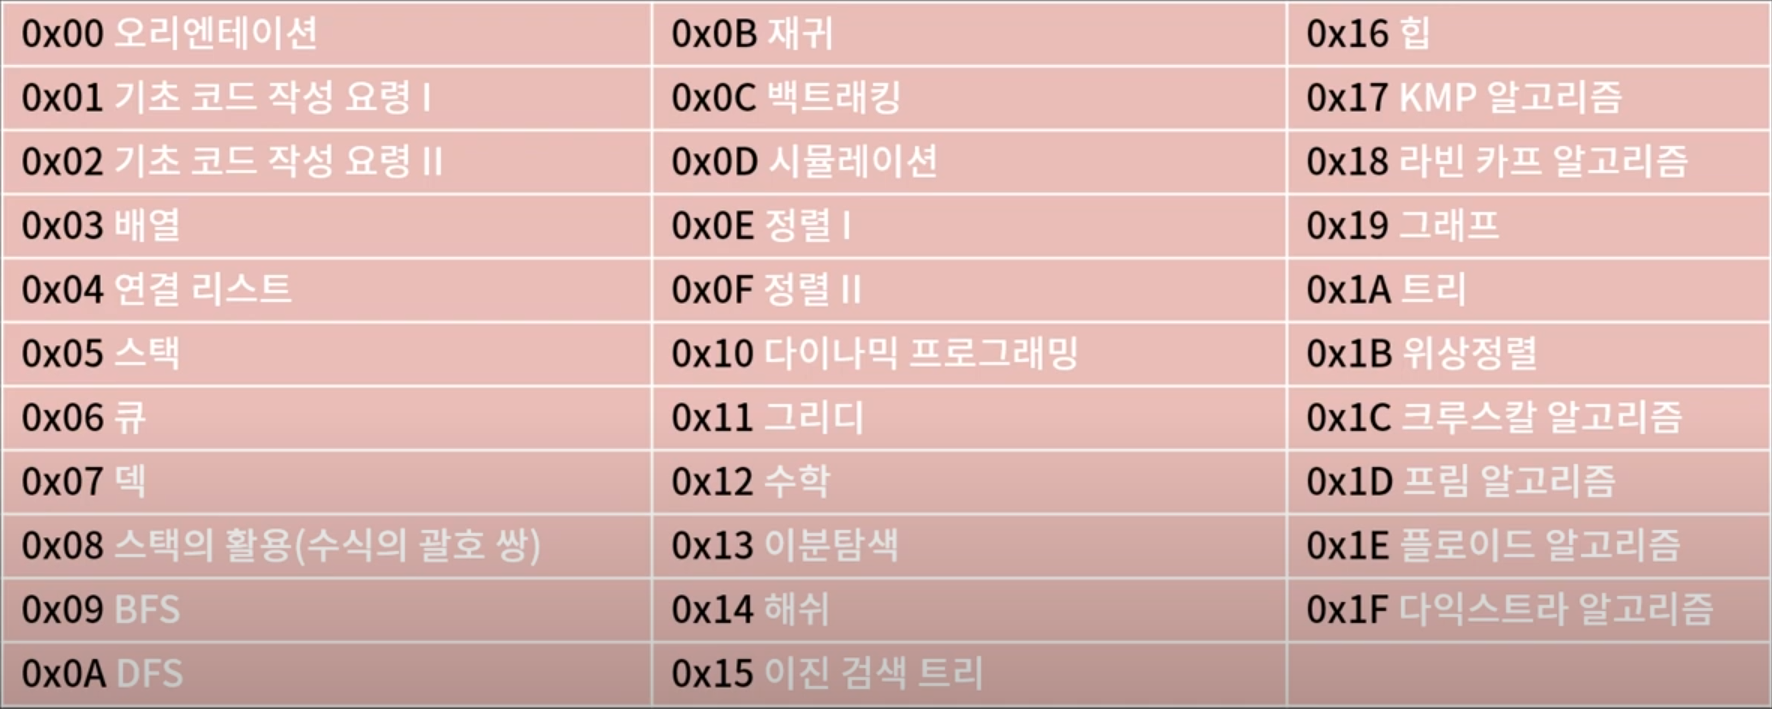 0x00 오리엔테이션
0x01 기초 코드 작성 요령 I
0x02 기초 코드 작성 요령 II
0x03 배열
0x04 연결 리스트
0x05 스택
0x06 큐
0x07 덱
0x08 스택의 활용(수식의 괄호 쌍)
0x09 BFS
0x0A DFS
0x0B 재귀
0x0C 백트래킹
0x0D 시뮬레이션
0x0E 정렬 I
0x0F 정렬 II
0x10 다이나믹 프로그래밍
0x11 그리디
0x12 수학
0x13 이분탐색
0x14 해쉬
0x15 이진 검색 트리
0x16 힙
0x17 KMP 알고리즘
0x18 라빈 카프 알고리즘
0x19 그래프
0x1A 트리
0x1B 위상정렬
0x1C 크루스칼 알고리즘
0x1D 프림 알고리즘
0x1E 플로이드 알고리즘
0x1F 다익스트라 알고리즘